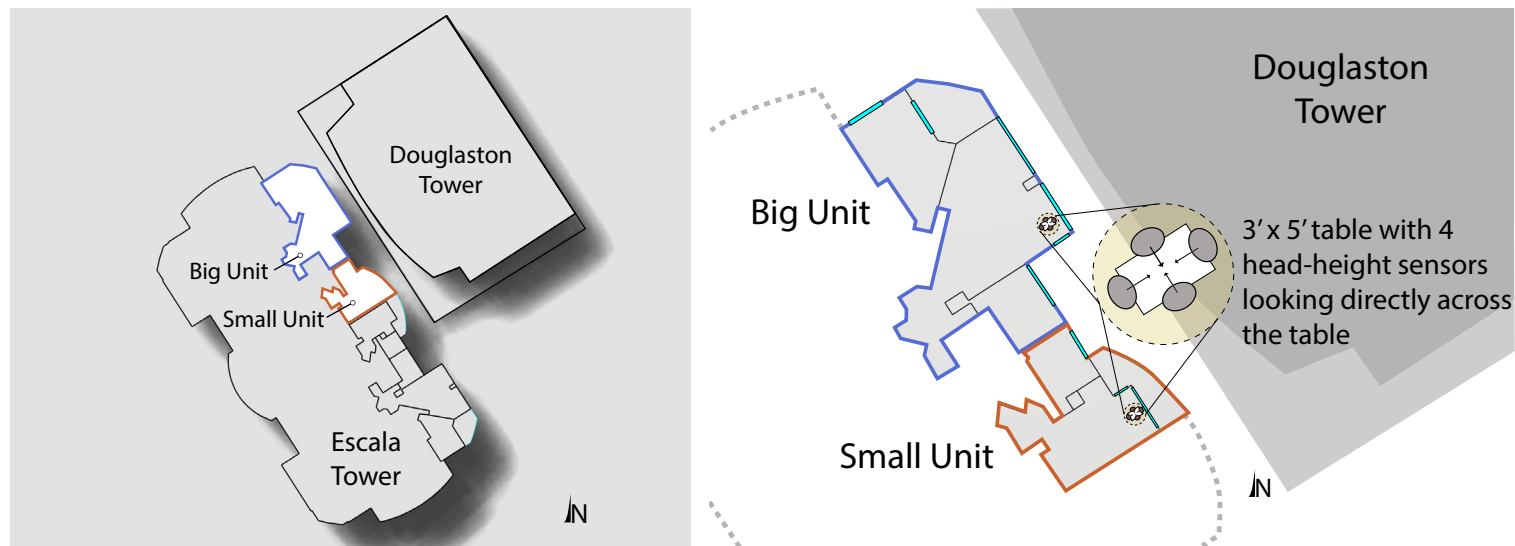 Douglaston
Tower
Big Unit
Small Unit
Escala
Tower
N
Douglaston
Tower
Big Unit
3’ x 5’ table with 4
head-height sensors
looking directly across
the table
Small Unit
N